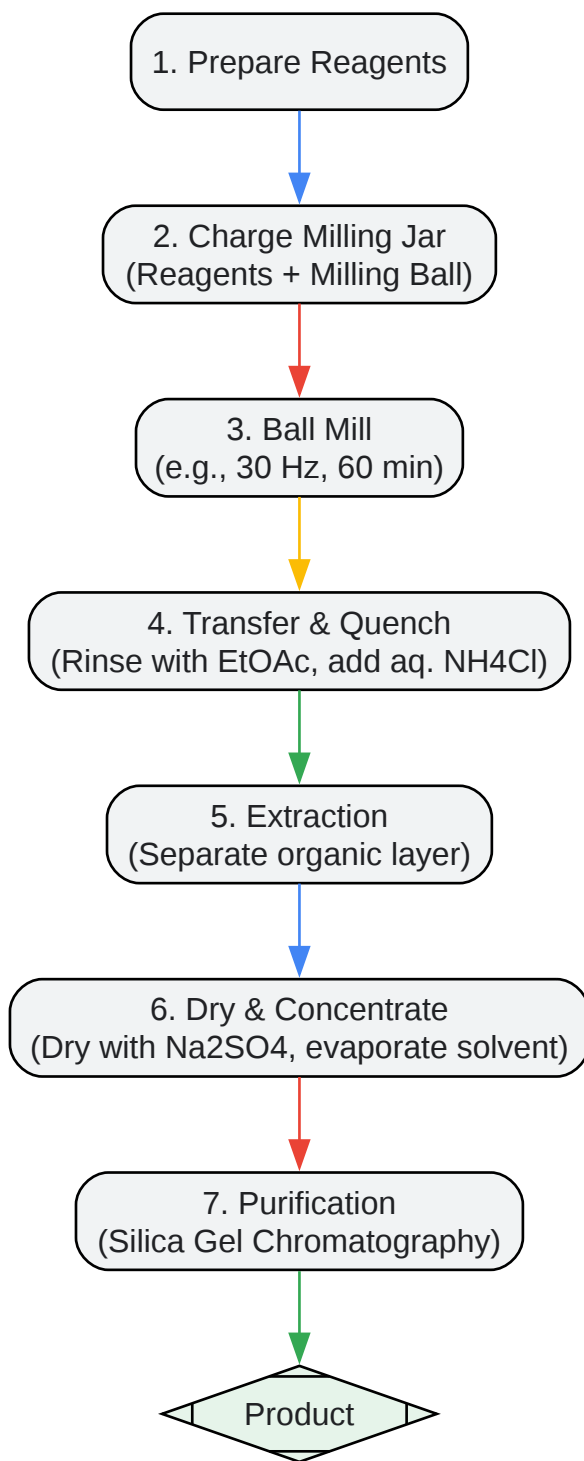 1. Prepare Reagents
2. Charge Milling Jar
(Reagents + Milling Ball)
3. Ball Mill
(e.g., 30 Hz, 60 min)
4. Transfer & Quench
(Rinse with EtOAc, add aq. NH4Cl)
5. Extraction
(Separate organic layer)
6. Dry & Concentrate
(Dry with Na2SO4, evaporate solvent)
7. Purification
(Silica Gel Chromatography)
Product